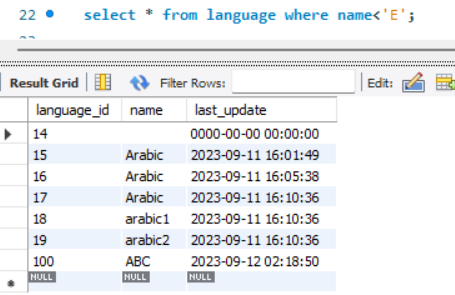 22 select * from language where name<'E';
Result Grid Filter Rows: Edit:
language_id name last_update
14 0000-00-00 00:00:00
15 Arabic 2023-09-11 16:01:49
16 Arabic 2023-09-11 16:05:38
17 Arabic 2023-09-11 16:10:36
18 arabic1 2023-09-11 16:10:36
19 arabic2 2023-09-11 16:10:36
100 ABC 2023-09-12 02:18:50
NULL NULL NULL